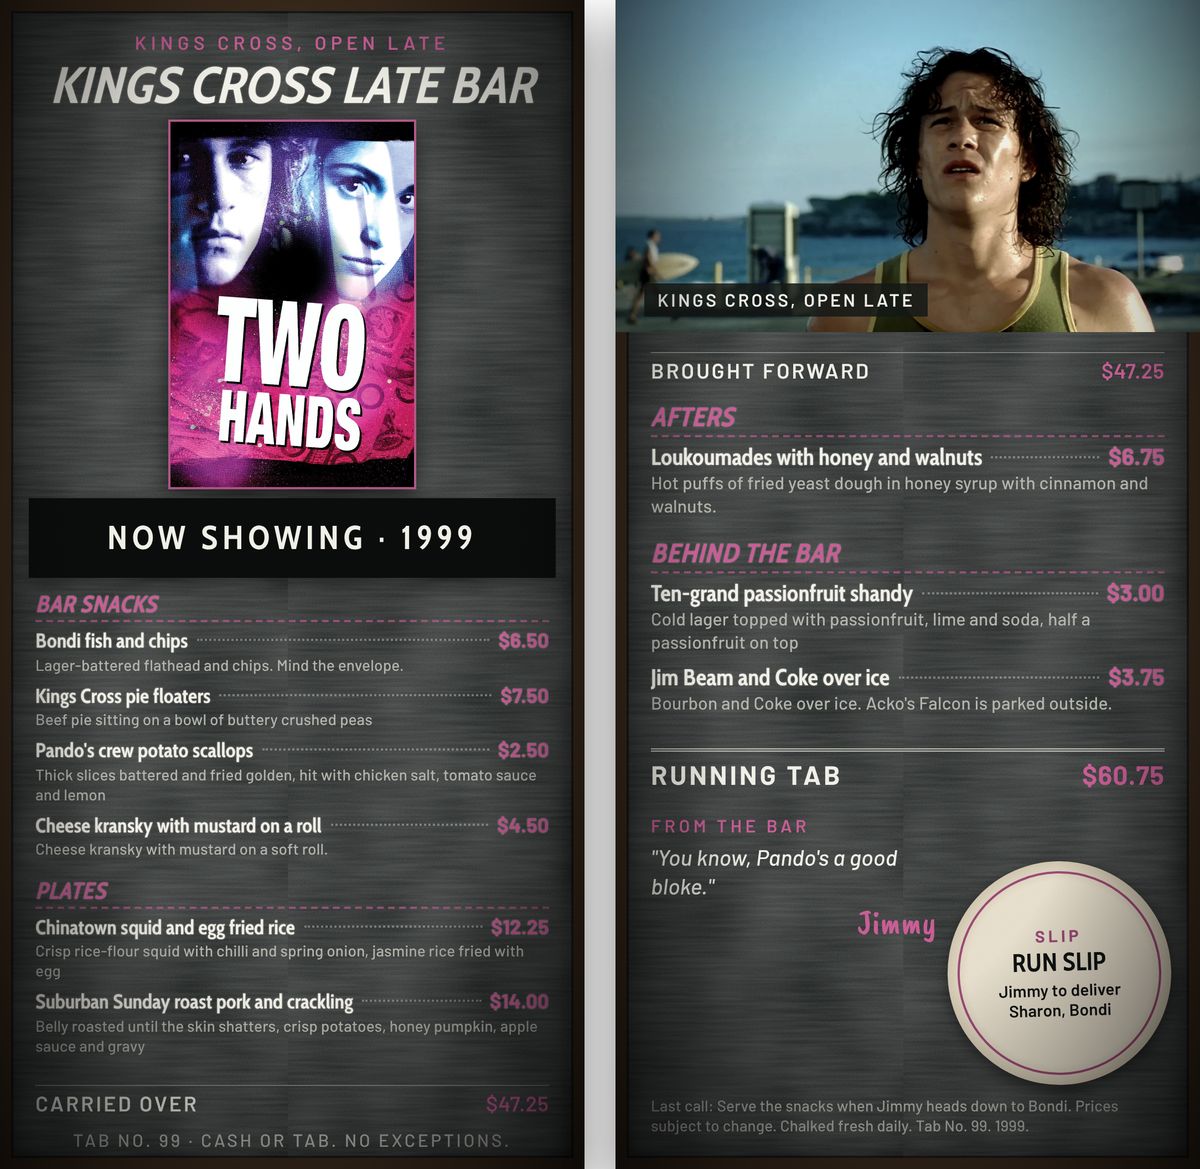 KINGS CROSS, OPEN LATE
KINGS CROSS LATE BAR
TWO
HANDS
NOW SHOWING · 1999
BAR SNACKS
Bondi fish and chips $6.50
Lager-battered flathead and chips. Mind the envelope.
Kings Cross pie floaters $7.50
Beef pie sitting on a bowl of buttery crushed peas
Pando's crew potato scallops $2.50
Thick slices battered and fried golden, hit with chicken salt, tomato sauce
and lemon
Cheese kransky with mustard on a roll $4.50
Cheese kransky with mustard on a soft roll.
PLATES
Chinatown squid and egg fried rice $12.25
Crisp rice-flour squid with chilli and spring onion, jasmine rice fried with
egg
Suburban Sunday roast pork and crackling $14.00
Belly roasted until the skin shatters, crisp potatoes, honey pumpkin, apple
sauce and gravy
CARRIED OVER $47.25
TAB NO. 99 · CASH OR TAB. NO EXCEPTIONS.
KINGS CROSS, OPEN LATE
BROUGHT FORWARD $47.25
AFTERS
Loukoumades with honey and walnuts $6.75
Hot puffs of fried yeast dough in honey syrup with cinnamon and
walnuts.
BEHIND THE BAR
Ten-grand passionfruit shandy $3.00
Cold lager topped with passionfruit, lime and soda, half a
passionfruit on top
Jim Beam and Coke over ice $3.75
Bourbon and Coke over ice. Acko's Falcon is parked outside.
RUNNING TAB $60.75
FROM THE BAR
"You know, Pando's a good
bloke."
Jimmy
SLIP
RUN SLIP
Jimmy to deliver
Sharon, Bondi
Last call: Serve the snacks when Jimmy heads down to Bondi. Prices
subject to change. Chalked fresh daily. Tab No. 99. 1999.